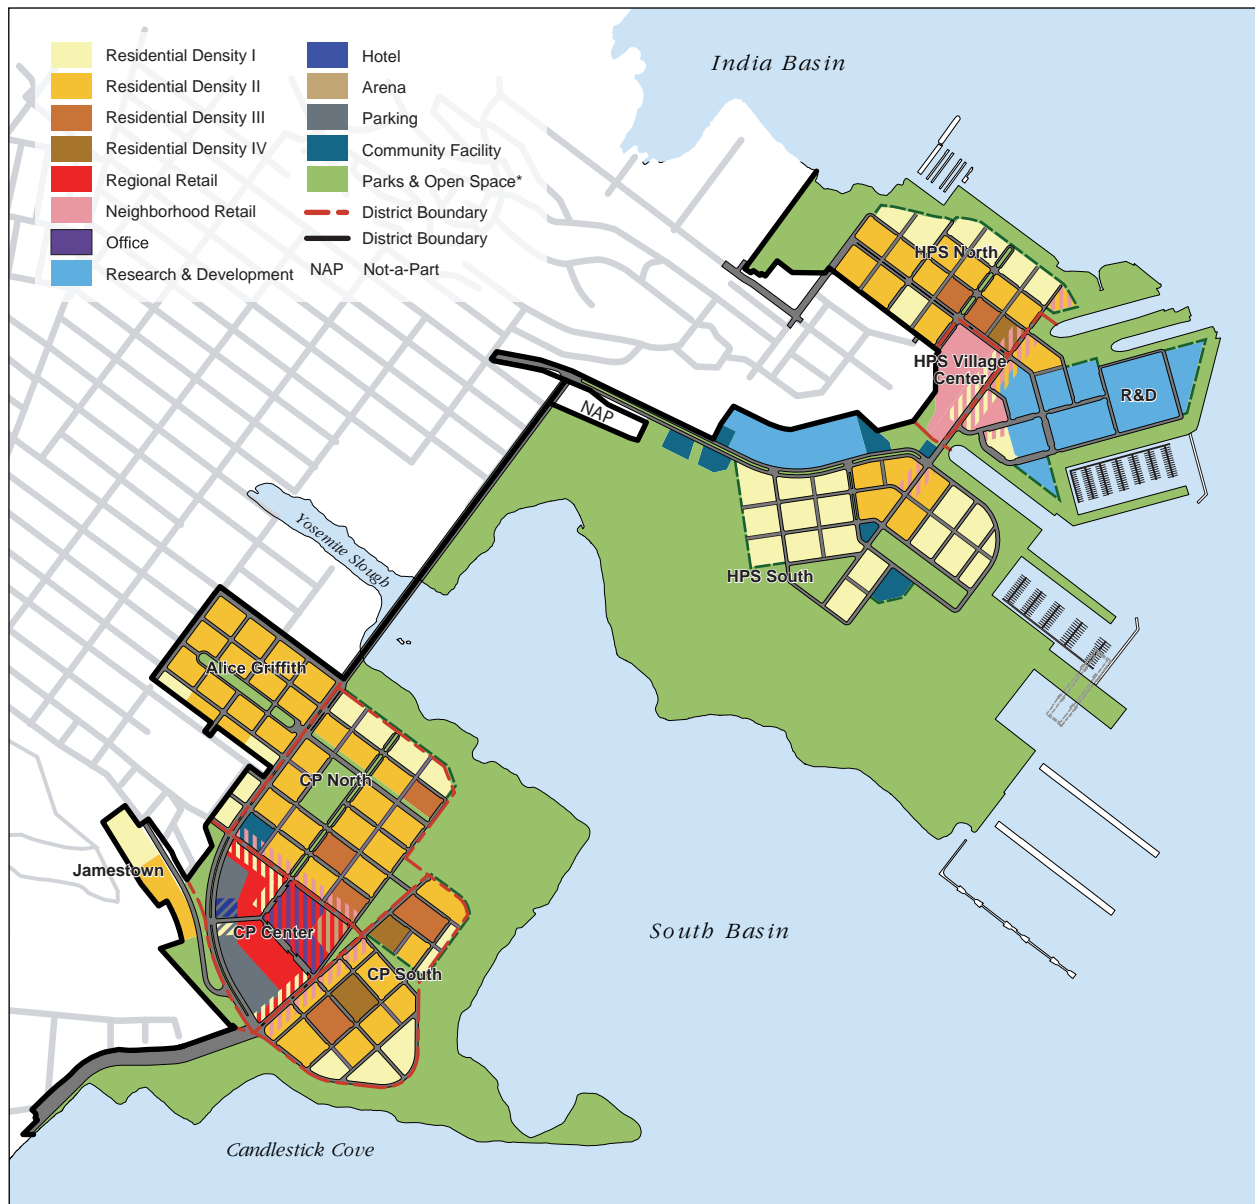 Residential Density I
Residential Density II
Residential Density III
Residential Density IV
Regional Retail
Neighborhood Retail
Office
Research & Development
Hotel
Arena
Parking
Community Facility
Parks & Open Space*
District Boundary
District Boundary
NAP Not-a-Part
India Basin
HPS North
HPS Village
Center
R&D
NAP
Yosemite Slough
HPS South
Alice Griffith
CP North
Jamestown
CP Center
CP South
South Basin
Candlestick Cove